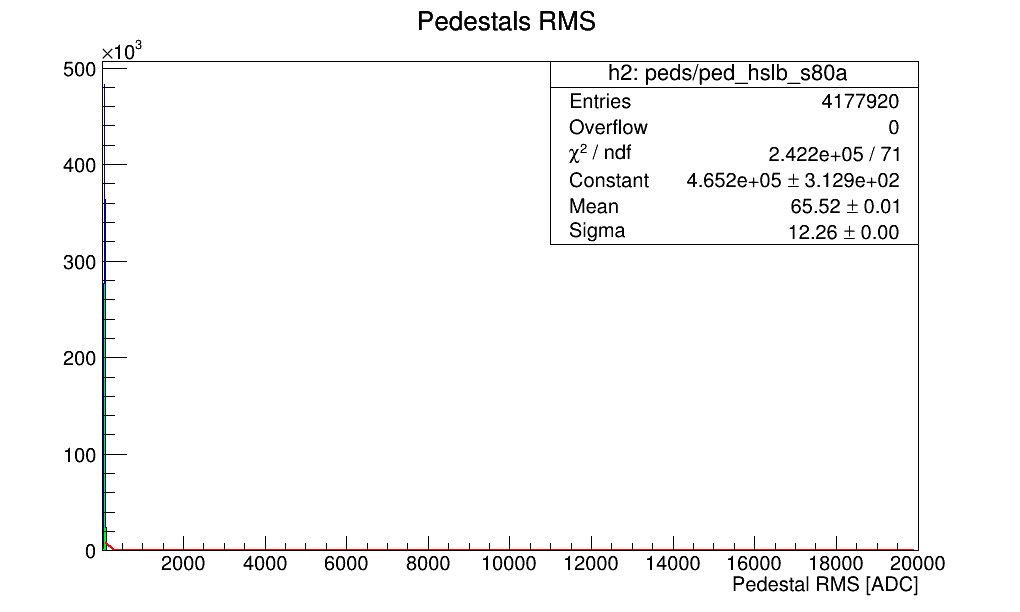 Pedestals RMS
×10³
h2: peds/ped_hslb_s80a
Entries 4177920
Overflow 0
χ² / ndf 2.422e+05 / 71
Constant 4.652e+05 ± 3.129e+02
Mean 65.52 ± 0.01
Sigma 12.26 ± 0.00
500
400
300
200
100
0
2000 4000 6000 8000 10000 12000 14000 16000 18000 20000
Pedestal RMS [ADC]